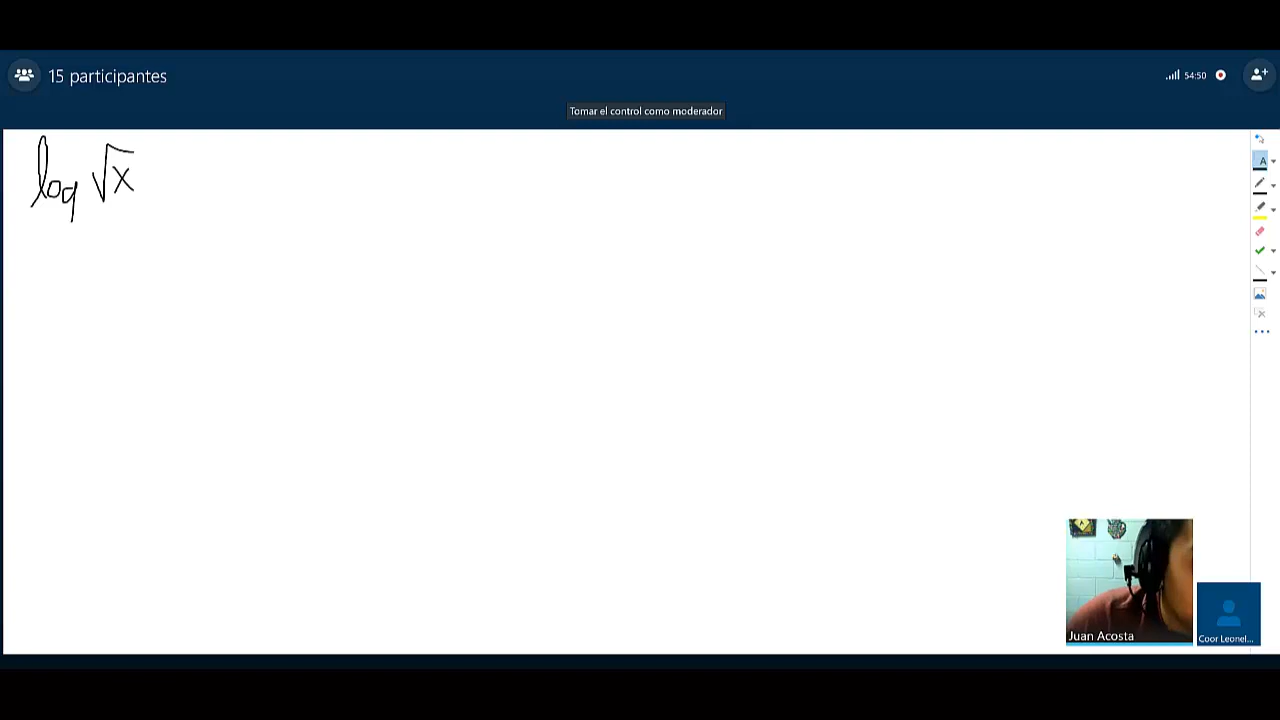 15 participantes
54:50
Tomar el control como moderador
log √x
A
Juan Acosta
Coor Leonel...